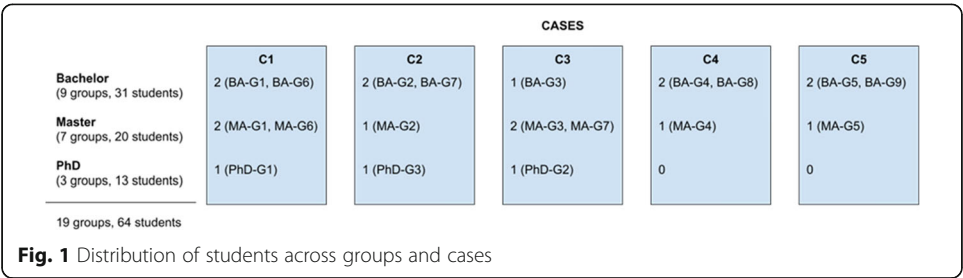 CASES
C1 C2 C3 C4 C5
Bachelor 2 (BA-G1, BA-G6) 2 (BA-G2, BA-G7) 1 (BA-G3) 2 (BA-G4, BA-G8) 2 (BA-G5, BA-G9)
(9 groups, 31 students)
Master 2 (MA-G1, MA-G6) 1 (MA-G2) 2 (MA-G3, MA-G7) 1 (MA-G4) 1 (MA-G5)
(7 groups, 20 students)
PhD 1 (PhD-G1) 1 (PhD-G3) 1 (PhD-G2) 0 0
(3 groups, 13 students)
19 groups, 64 students
Fig. 1 Distribution of students across groups and cases